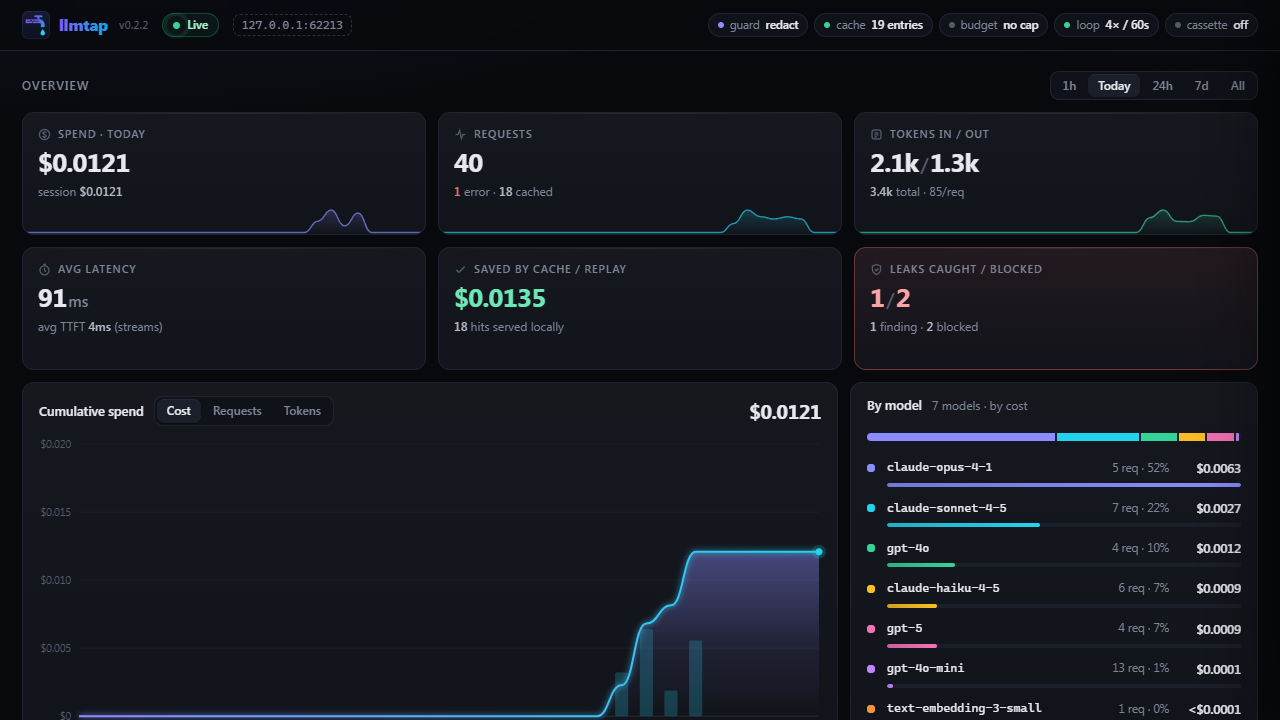 llmtap v0.2.2 Live 127.0.0.1:62213 guard redact cache 19 entries budget no cap loop 4× / 60s cassette off
OVERVIEW 1h Today 24h 7d All
SPEND · TODAY
$0.0121
session $0.0121
REQUESTS
40
1 error · 18 cached
TOKENS IN / OUT
2.1k/1.3k
3.4k total · 85/req
AVG LATENCY
91ms
avg TTFT 4ms (streams)
SAVED BY CACHE / REPLAY
$0.0135
18 hits served locally
LEAKS CAUGHT / BLOCKED
1/2
1 finding · 2 blocked
Cumulative spend Cost Requests Tokens $0.0121
$0.020
$0.015
$0.010
$0.005
$0
By model 7 models · by cost
claude-opus-4-1 5 req · 52% $0.0063
claude-sonnet-4-5 7 req · 22% $0.0027
gpt-4o 4 req · 10% $0.0012
claude-haiku-4-5 6 req · 7% $0.0009
gpt-5 4 req · 7% $0.0009
gpt-4o-mini 13 req · 1% $0.0001
text-embedding-3-small 1 req · 0% <$0.0001